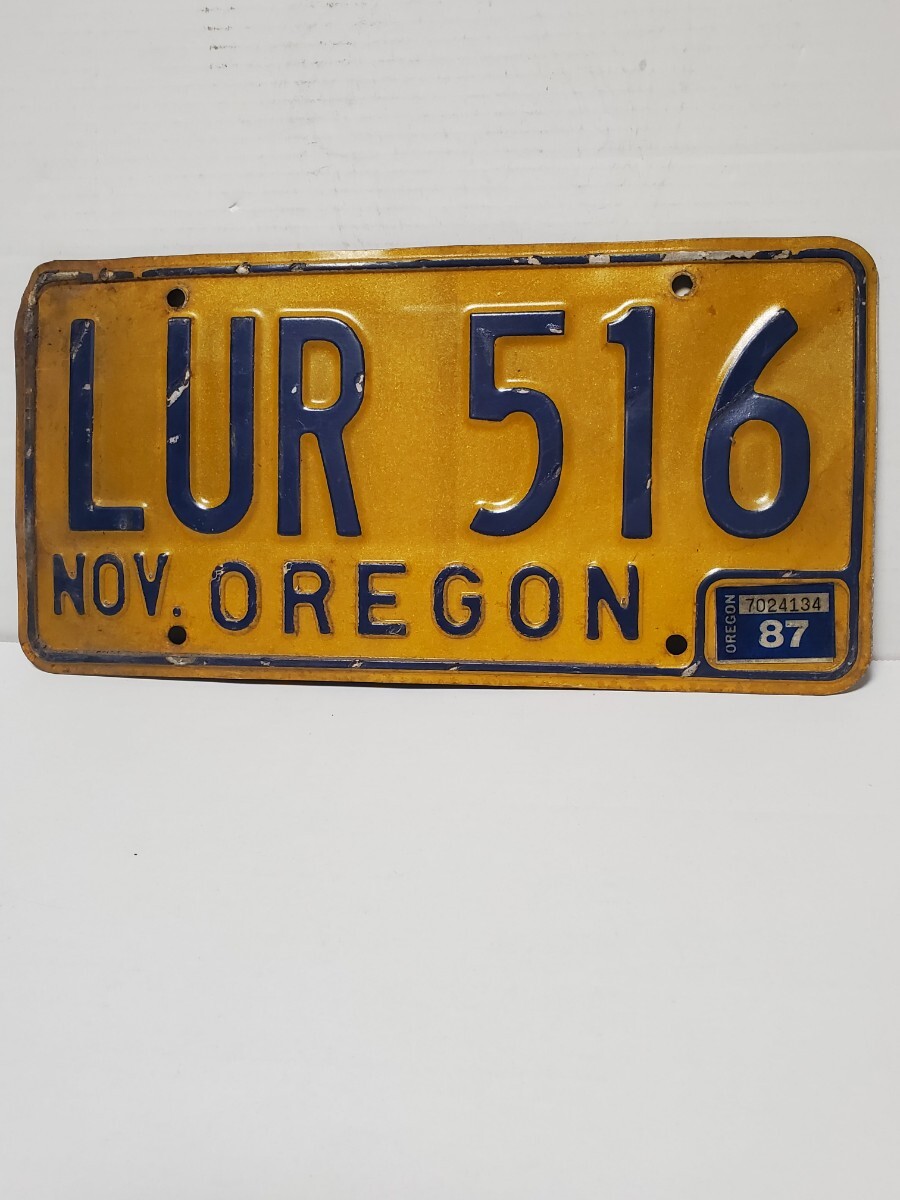 LUR 516
NOV. OREGON
OREGON
7024134
87